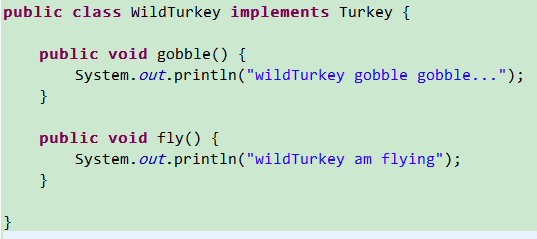 public class WildTurkey implements Turkey {
public void gobble() {
System.out.println("wildTurkey gobble gobble...");
}
public void fly() {
System.out.println("wildTurkey am flying");
}
}